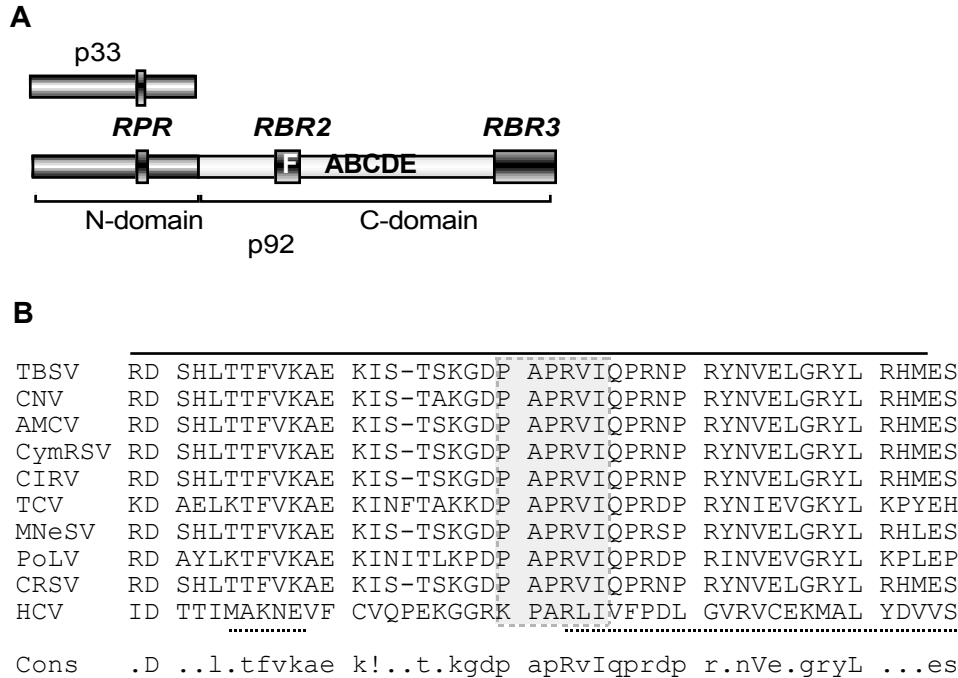 A
p33
RPR RBR2 RBR3
F ABCDE
N-domain C-domain
p92
B
TBSV RD SHLTTFVKAE KIS-TSKGDP APRVIQPRNP RYNVELGRYL RHMES
CNV RD SHLTTFVKAE KIS-TAKGDP APRVIQPRNP RYNVELGRYL RHMES
AMCV RD SHLTTFVKAE KIS-TSKGDP APRVIQPRNP RYNVELGRYL RHMES
CymRSV RD SHLTTFVKAE KIS-TSKGDP APRVIQPRNP RYNVELGRYL RHMES
CIRV RD SHLTTFVKAE KIS-TSKGDP APRVIQPRNP RYNVELGRYL RHMES
TCV KD AELKTFVKAE KINFTAKKDP APRVIQPRDP RYNIEVGKYL KPYEH
MNeSV RD SHLTTFVKAE KIS-TSKGDP APRVIQPRSP RYNVELGRYL RHLES
PoLV RD AYLKTFVKAE KINITLKPDP APRVIQPRDP RINVEVGRYL KPLEP
CRSV RD SHLTTFVKAE KIS-TSKGDP APRVIQPRNP RYNVELGRYL RHMES
HCV ID TTIMAKNEVF CVQPEKGGRK PARLIVFPDL GVRVCEKMAL YDVVS
Cons .D ..l.tfvkae k!..t.kgdp apRvIqprdp r.nVe.gryL ...es